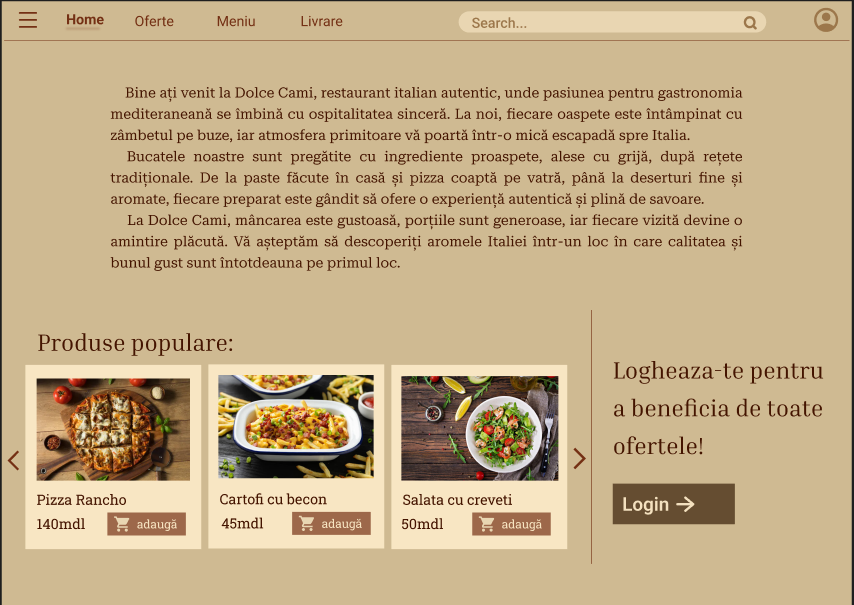 Home
Oferte
Meniu
Livrare
Search...
Bine ați venit la Dolce Cami, restaurant italian autentic, unde pasiunea pentru gastronomia
mediteraneană se îmbină cu ospitalitatea sinceră. La noi, fiecare oaspete este întâmpinat cu
zâmbetul pe buze, iar atmosfera primitoare vă poartă într-o mică escapadă spre Italia.
Bucatele noastre sunt pregătite cu ingrediente proaspete, alese cu grijă, după rețete
tradiționale. De la paste făcute în casă și pizza coaptă pe vatră, până la deserturi fine și
aromate, fiecare preparat este gândit să ofere o experiență autentică și plină de savoare.
La Dolce Cami, mâncarea este gustoasă, porțiile sunt generoase, iar fiecare vizită devine o
amintire plăcută. Vă așteptăm să descoperiți aromele Italiei într-un loc în care calitatea și
bunul gust sunt întotdeauna pe primul loc.
Produse populare:
Pizza Rancho
140mdl
adaugă
Cartofi cu becon
45mdl
adaugă
Salata cu creveti
50mdl
adaugă
Logheaza-te pentru
a beneficia de toate
ofertele!
Login